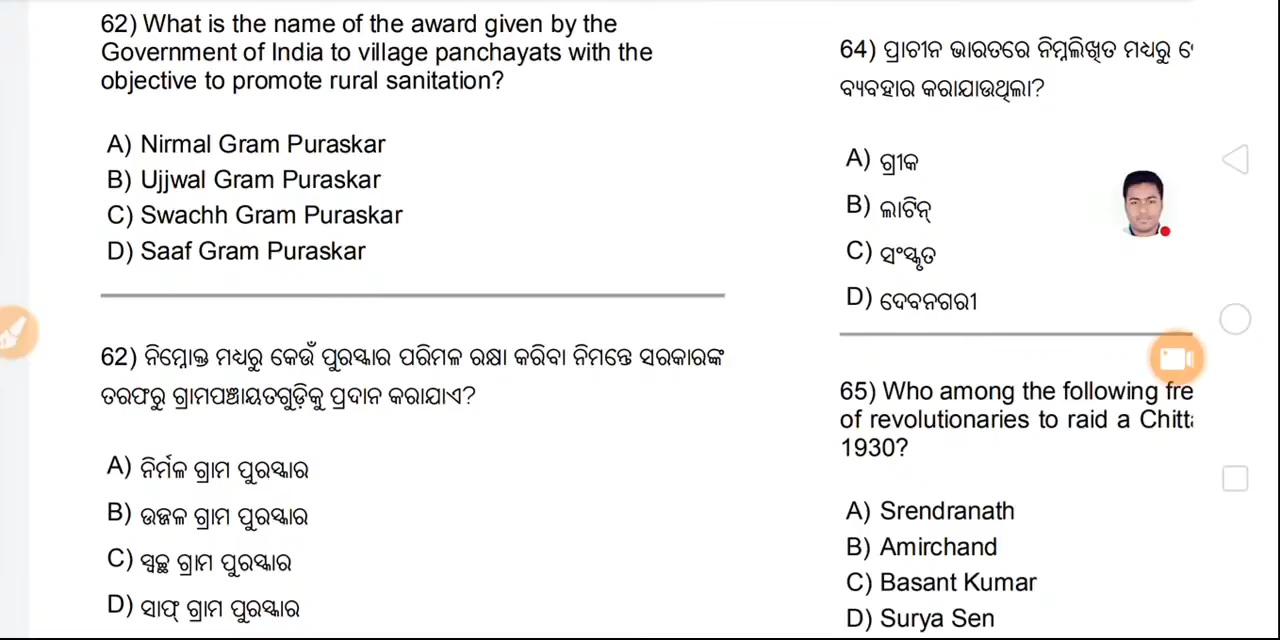 62) What is the name of the award given by the
Government of India to village panchayats with the
objective to promote rural sanitation?
A) Nirmal Gram Puraskar
B) Ujjwal Gram Puraskar
C) Swachh Gram Puraskar
D) Saaf Gram Puraskar
62) ନିମ୍ନୋକ୍ତ ମଧ୍ୟରୁ କେଉଁ ପୁରସ୍କାର ପରିମଳ ରକ୍ଷା କରିବା ନିମନ୍ତେ ସରକାରଙ୍କ
ତରଫରୁ ଗ୍ରାମପଞ୍ଚାୟତଗୁଡ଼ିକୁ ପ୍ରଦାନ କରାଯାଏ?
A) ନିର୍ମଳ ଗ୍ରାମ ପୁରସ୍କାର
B) ଉଜ୍ଜଳ ଗ୍ରାମ ପୁରସ୍କାର
C) ସ୍ୱଚ୍ଛ ଗ୍ରାମ ପୁରସ୍କାର
D) ସାଫ୍ ଗ୍ରାମ ପୁରସ୍କାର
64) ପ୍ରାଚୀନ ଭାରତରେ ନିମ୍ନଲିଖିତ ମଧ୍ୟରୁ
ବ୍ୟବହାର କରାଯାଉଥିଲା?
A) ଗ୍ରୀକ
B) ଲାଟିନ୍
C) ସଂସ୍କୃତ
D) ଦେବନଗରୀ
65) Who among the following fre
of revolutionaries to raid a Chitt
1930?
A) Srendranath
B) Amirchand
C) Basant Kumar
D) Surya Sen